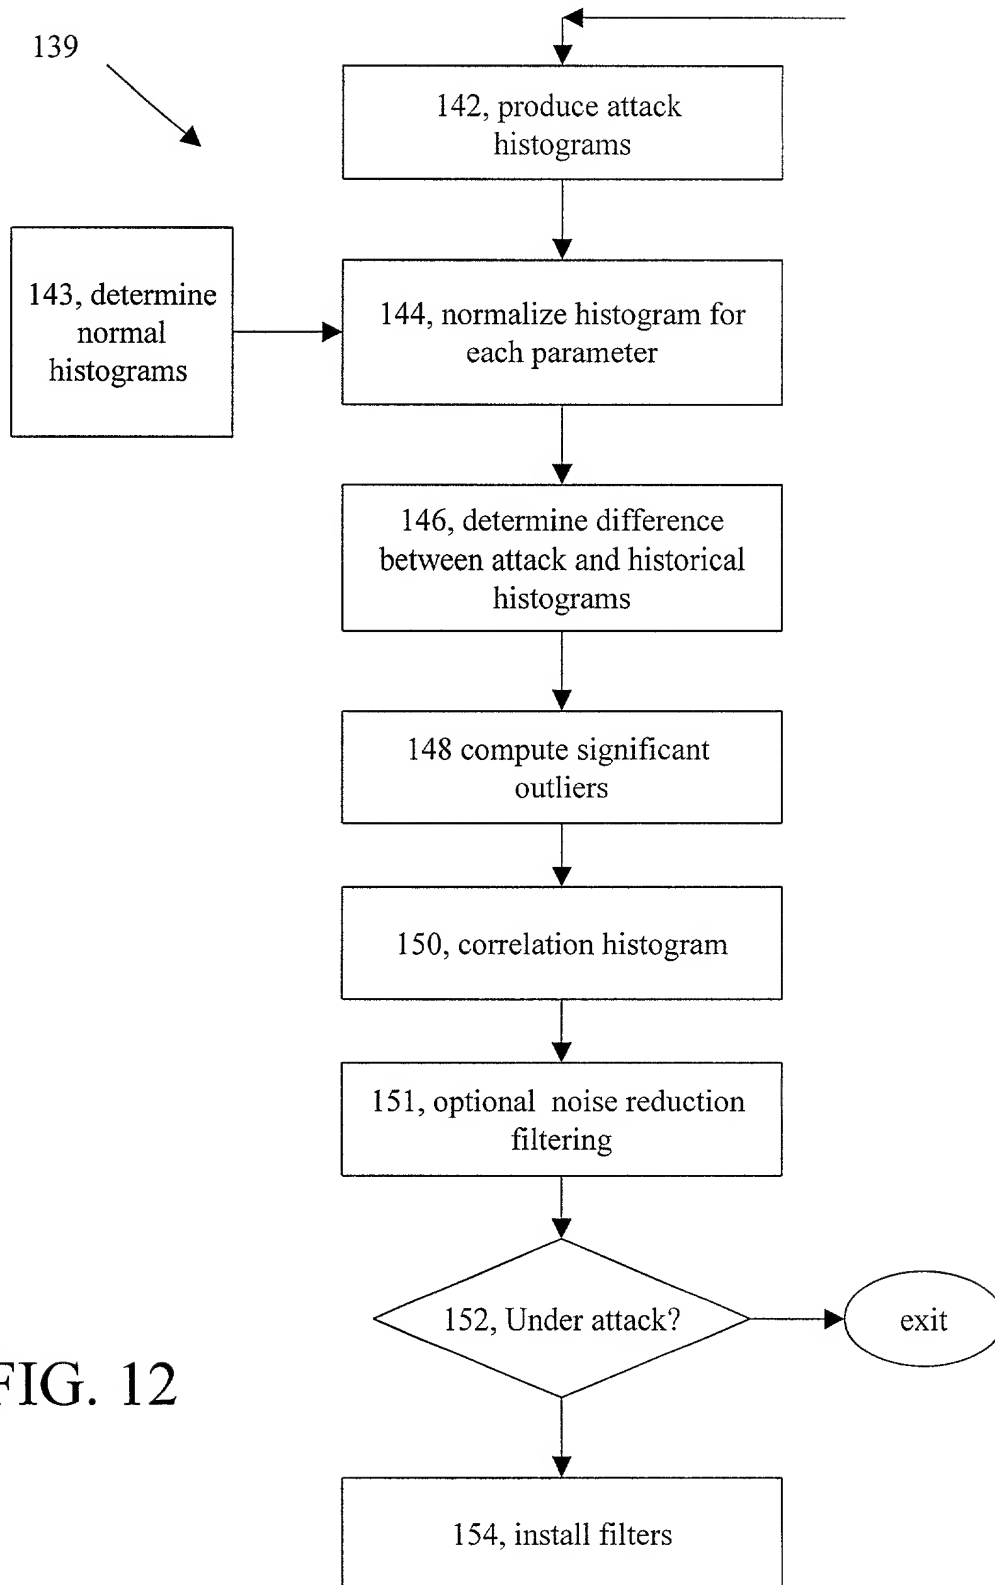 139
142, produce attack
histograms
143, determine
normal
histograms
144, normalize histogram for
each parameter
146, determine difference
between attack and historical
histograms
148 compute significant
outliers
150, correlation histogram
151, optional noise reduction
filtering
152, Under attack?
exit
FIG. 12
154, install filters